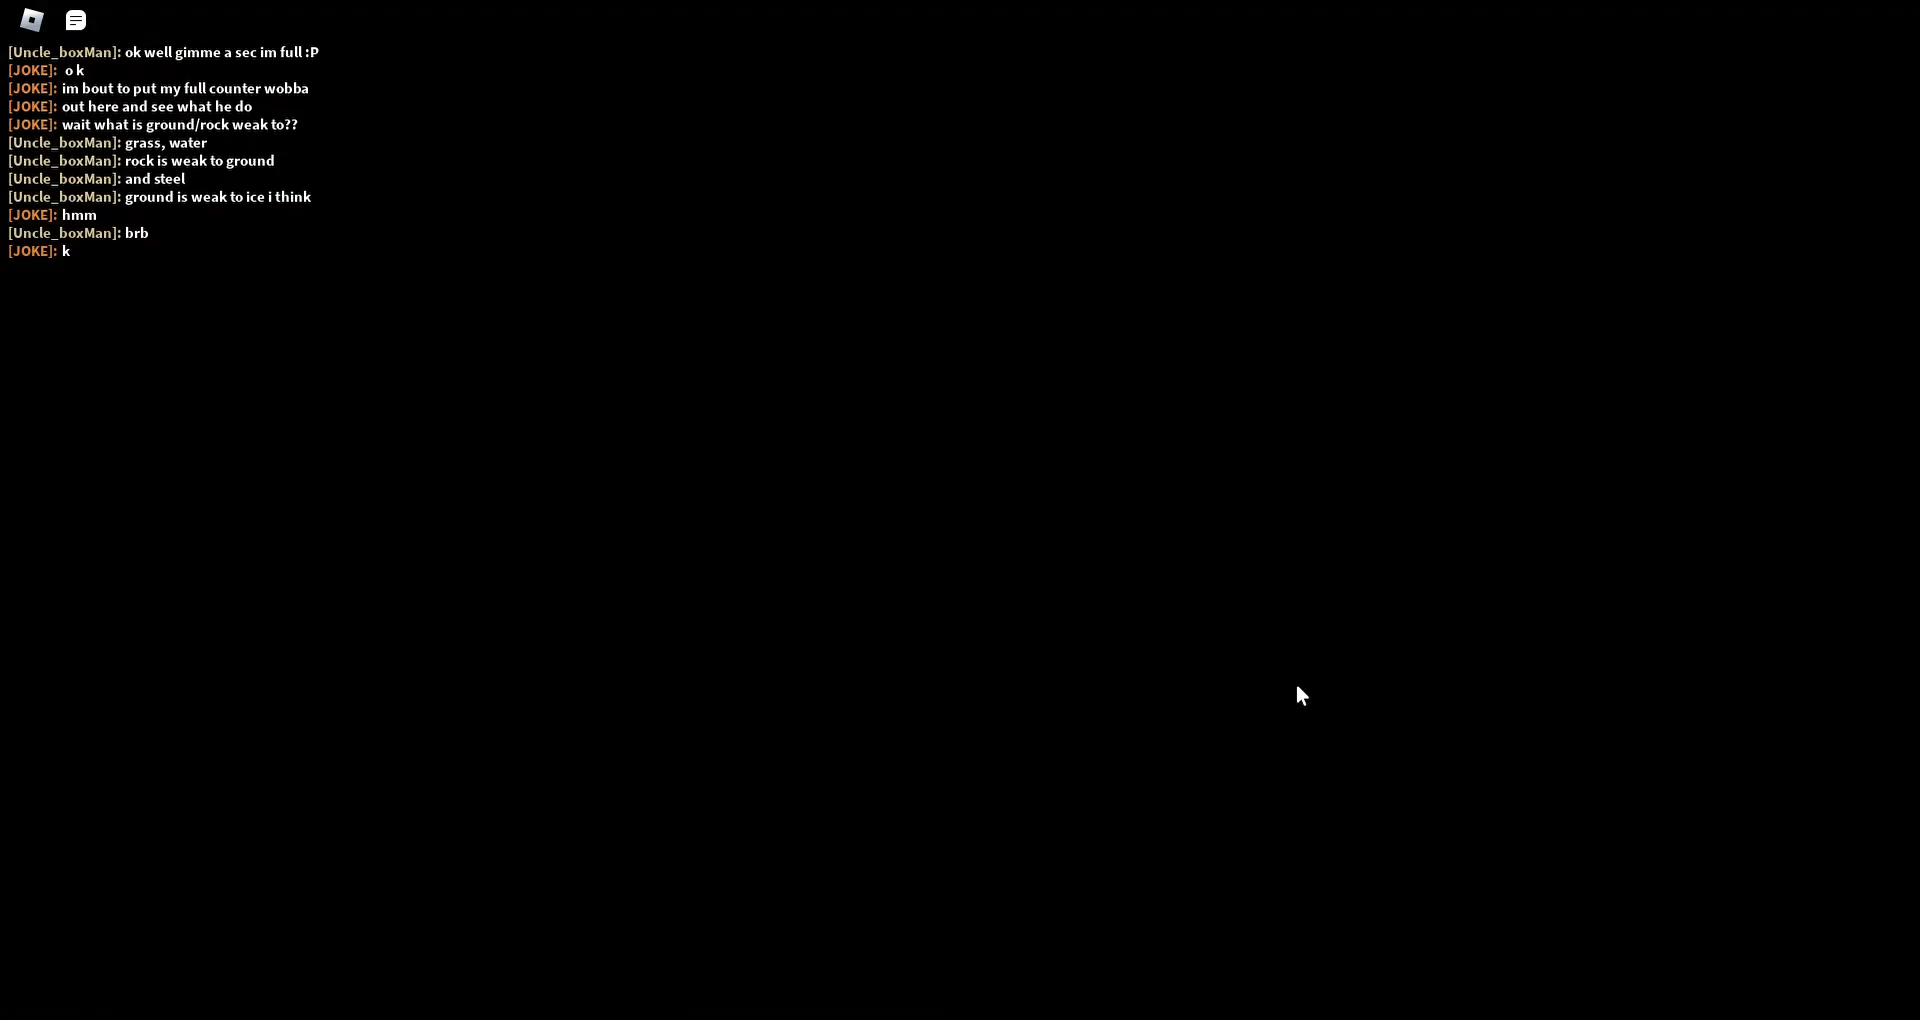 [Uncle_boxMan]: ok well gimme a sec im full :P
[JOKE]: o k
[JOKE]: im bout to put my full counter wobba
[JOKE]: out here and see what he do
[JOKE]: wait what is ground/rock weak to??
[Uncle_boxMan]: grass, water
[Uncle_boxMan]: rock is weak to ground
[Uncle_boxMan]: and steel
[Uncle_boxMan]: ground is weak to ice i think
[JOKE]: hmm
[Uncle_boxMan]: brb
[JOKE]: k